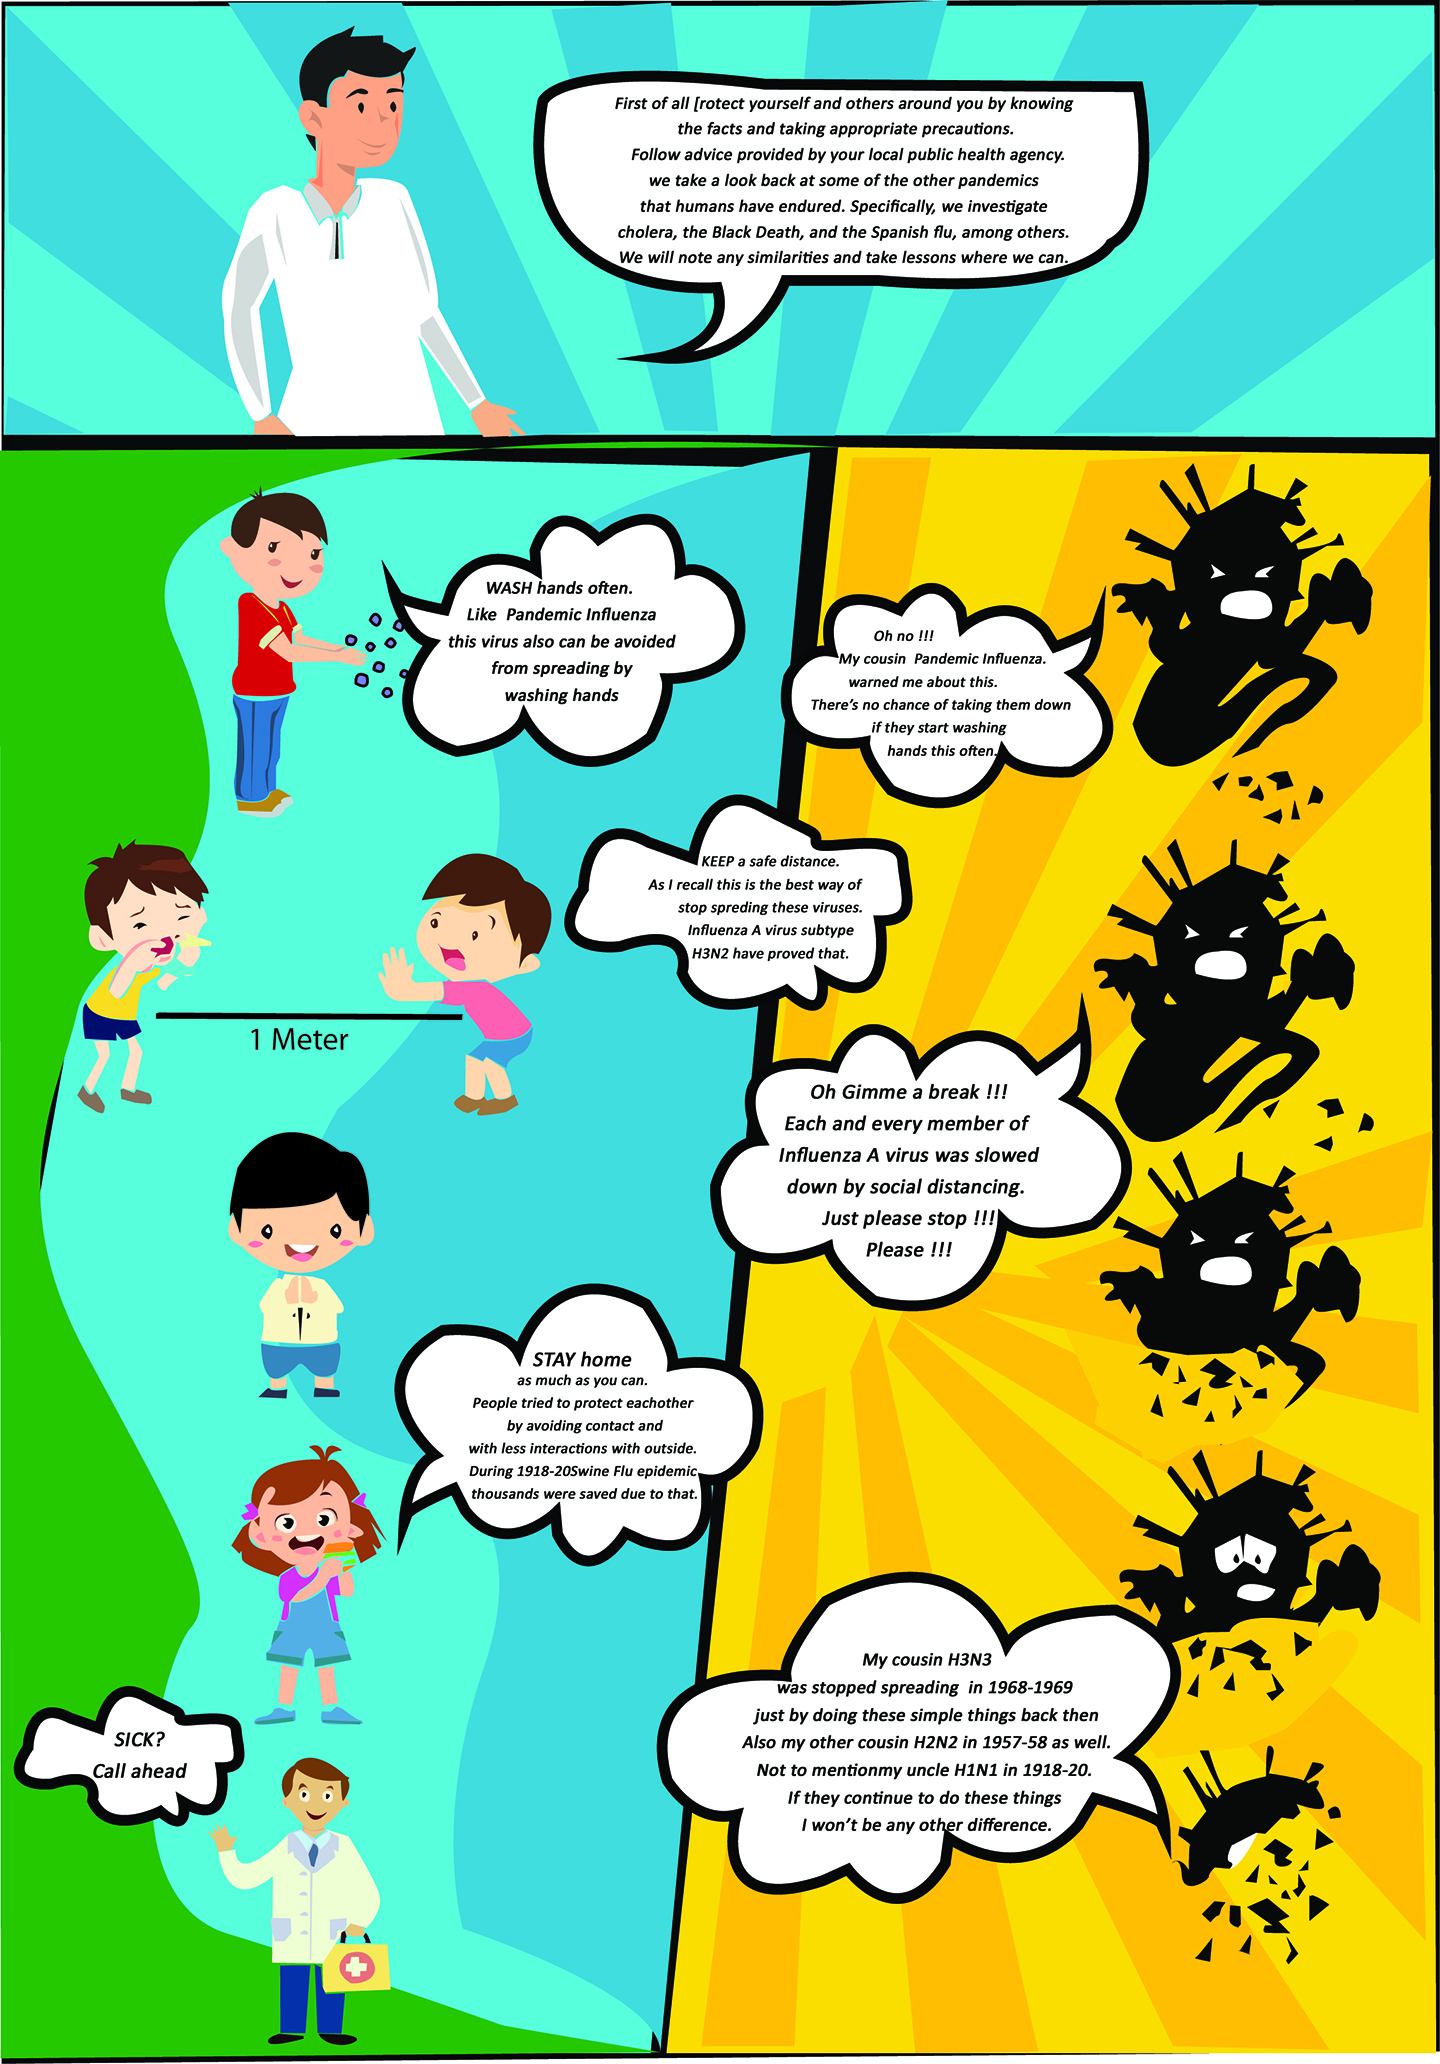 First of all [rotect yourself and others around you by knowing
the facts and taking appropriate precautions.
Follow advice provided by your local public health agency.
we take a look back at some of the other pandemics
that humans have endured. Specifically, we investigate
cholera, the Black Death, and the Spanish flu, among others.
We will note any similarities and take lessons where we can.
WASH hands often.
Like Pandemic Influenza
this virus also can be avoided
from spreading by
washing hands
Oh no !!!
My cousin Pandemic Influenza.
warned me about this.
There's no chance of taking them down
if they start washing
hands this often.
KEEP a safe distance.
As I recall this is the best way of
stop spreding these viruses.
Influenza A virus subtype
H3N2 have proved that.
1 Meter
Oh Gimme a break !!!
Each and every member of
Influenza A virus was slowed
down by social distancing.
Just please stop !!!
Please !!!
STAY home
as much as you can.
People tried to protect eachother
by avoiding contact and
with less interactions with outside.
During 1918-20Swine Flu epidemic
thousands were saved due to that.
My cousin H3N3
was stopped spreading in 1968-1969
just by doing these simple things back then
Also my other cousin H2N2 in 1957-58 as well.
Not to mentionmy uncle H1N1 in 1918-20.
If they continue to do these things
I won't be any other difference.
SICK?
Call ahead